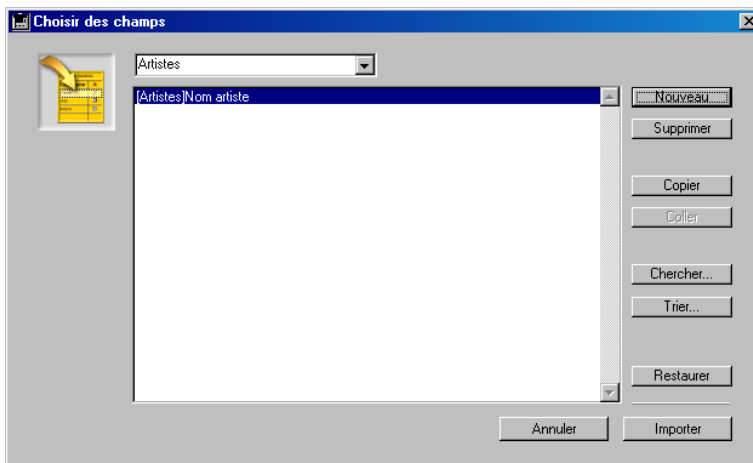 Choisir des champs
Artistes
[Artistes]Nom artiste
Nouveau
Supprimer
Copier
Coller
Chercher...
Trier...
Restaurer
Annuler
Importer